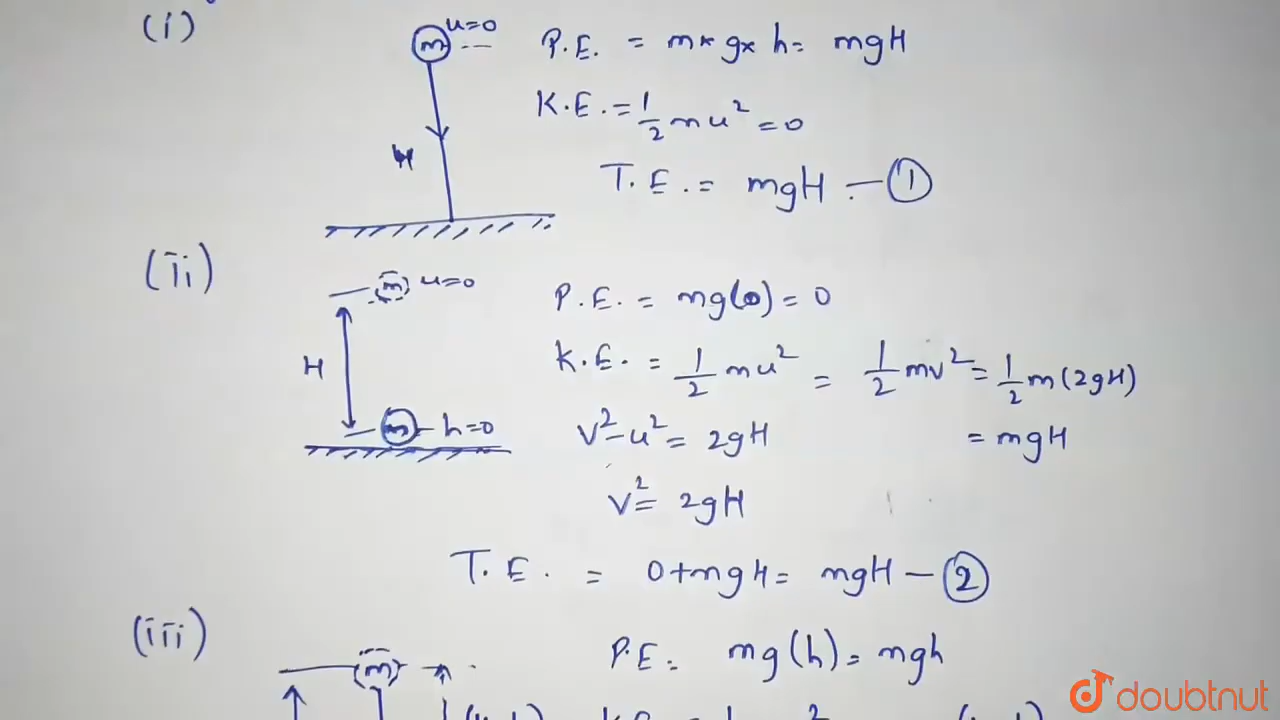 (i)
m u=0
P.E. = m × g × h = mgH
K.E. = 1/2 mu² = 0
H
T.E. = mgH — ①
(ii)
m u=0
P.E. = mg(0) = 0
H
K.E. = 1/2 mu² = 1/2 mv² = 1/2 m(2gH)
m h=0
v²-u² = 2gH
= mgH
v² = 2gH
T.E. = 0+mgH = mgH — ②
(iii)
P.E = mg(h) = mgh
m
doubtnut